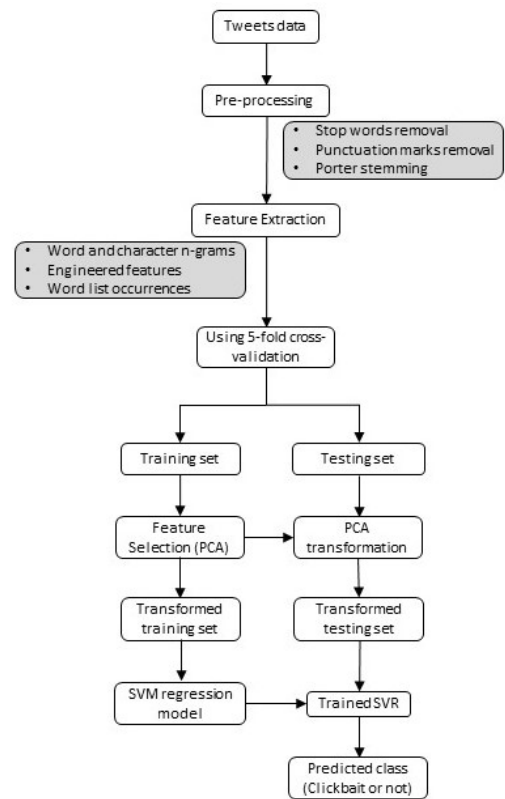 Tweets data
Pre-processing
• Stop words removal
• Punctuation marks removal
• Porter stemming
Feature Extraction
• Word and character n-grams
• Engineered features
• Word list occurrences
Using 5-fold cross-
validation
Training set
Testing set
Feature
Selection (PCA)
PCA
transformation
Transformed
training set
Transformed
testing set
SVM regression
model
Trained SVR
Predicted class
(Clickbait or not)